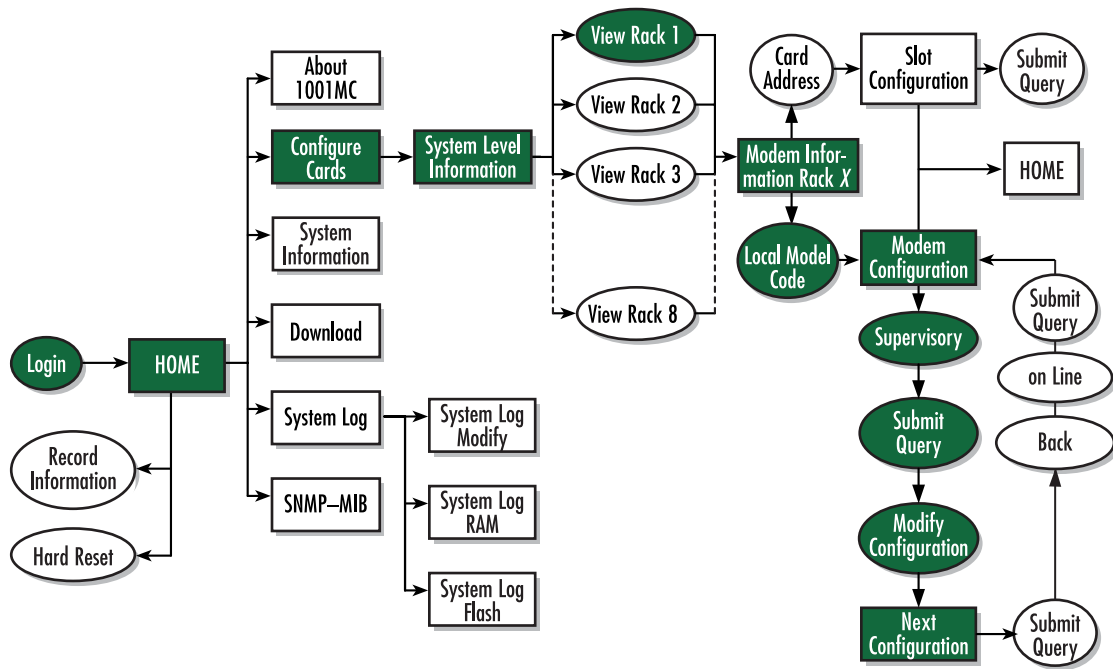 Login
HOME
Record
Information
Hard Reset
About
1001MC
Configure
Cards
System
Information
Download
System Log
SNMP–MIB
System Log
Modify
System Log
RAM
System Log
Flash
System Level
Information
View Rack 1
View Rack 2
View Rack 3
View Rack 8
Modem Infor-
mation Rack X
Card
Address
Local Model
Code
Slot
Configuration
Submit
Query
HOME
Modem
Configuration
Supervisory
Submit
Query
Modify
Configuration
Next
Configuration
Submit
Query
Back
on Line
Submit
Query